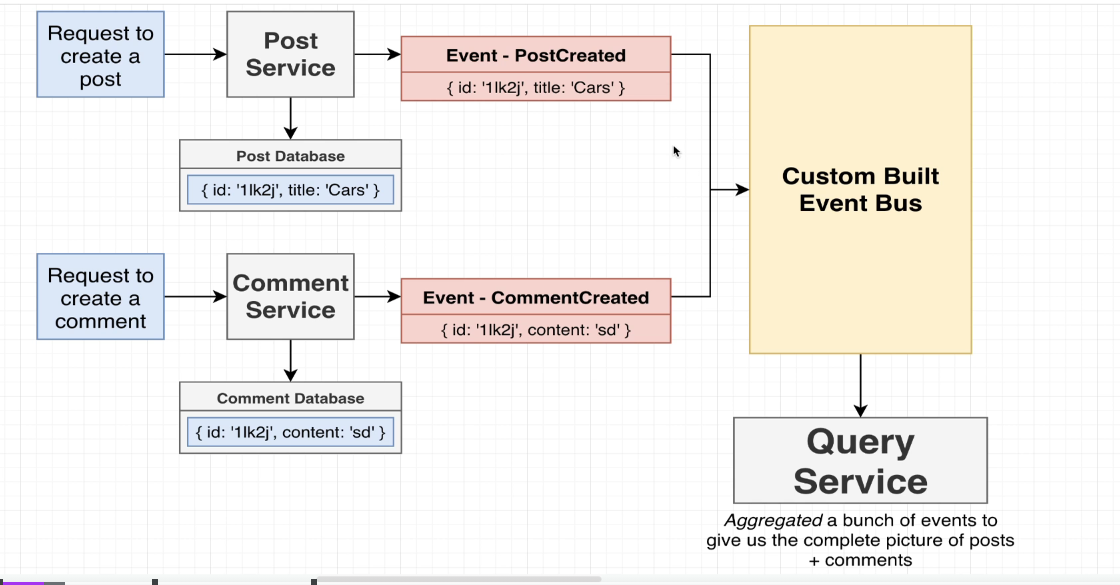 Request to
create a
post
Post
Service
Event - PostCreated
{ id: '1lk2j', title: 'Cars' }
Post Database
{ id: '1lk2j', title: 'Cars' }
Custom Built
Event Bus
Request to
create a
comment
Comment
Service
Event - CommentCreated
{ id: '1lk2j', content: 'sd' }
Comment Database
{ id: '1lk2j', content: 'sd' }
Query
Service
Aggregated a bunch of events to
give us the complete picture of posts
+ comments